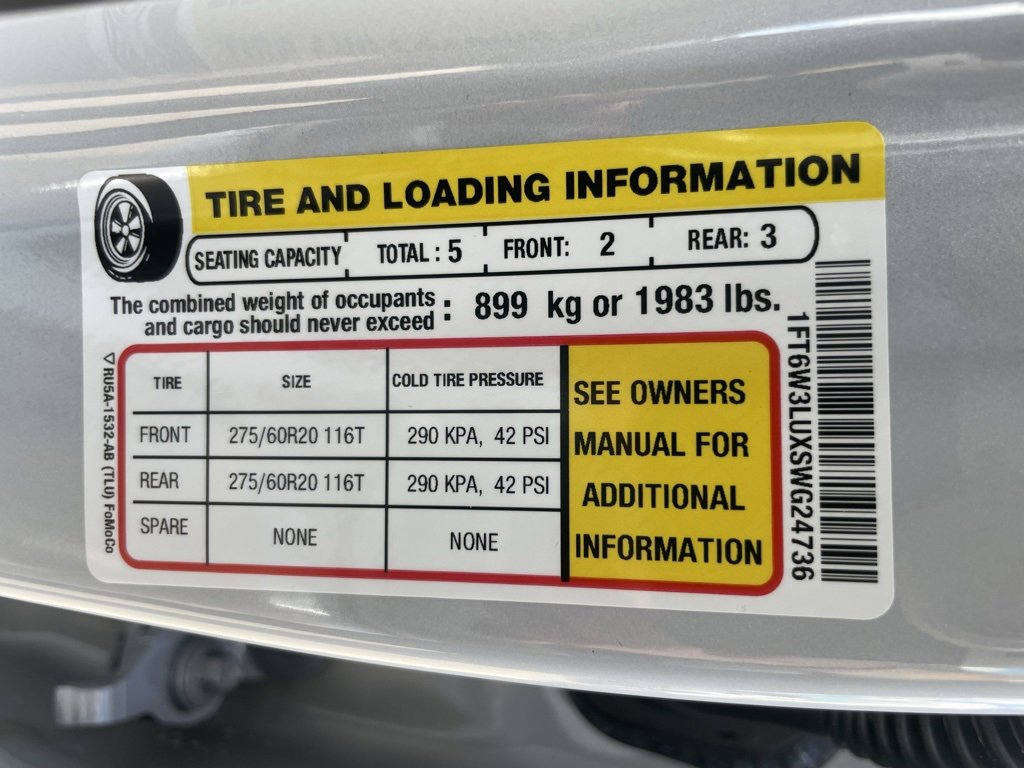 TIRE AND LOADING INFORMATION
SEATING CAPACITY TOTAL : 5 FRONT: 2 REAR: 3
The combined weight of occupants
and cargo should never exceed : 899 kg or 1983 lbs.
TIRE SIZE COLD TIRE PRESSURE
FRONT 275/60R20 116T 290 KPA, 42 PSI
REAR 275/60R20 116T 290 KPA, 42 PSI
SPARE NONE NONE
SEE OWNERS
MANUAL FOR
ADDITIONAL
INFORMATION
▽RU5A-1532-AB (TLU) FoMoCo
1FT6W3LUXSWG24736